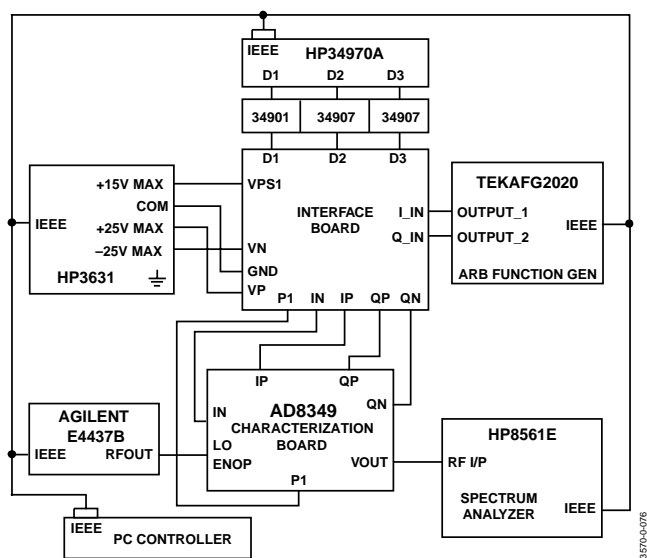 IEEE
HP34970A
D1 D2 D3
34901 34907 34907
D1 D2 D3
+15V MAX
COM
+25V MAX
–25V MAX
IEEE
HP3631
VPS1
VN
GND
VP
INTERFACE
BOARD
I_IN
Q_IN
P1 IN IP QP QN
TEKAFG2020
OUTPUT_1
OUTPUT_2
IEEE
ARB FUNCTION GEN
IP QP
IN
QN
AD8349
CHARACTERIZATION
BOARD
LO
ENOP
VOUT
P1
AGILENT
E4437B
IEEE RFOUT
HP8561E
RF I/P
SPECTRUM
ANALYZER
IEEE
IEEE
PC CONTROLLER
3570-0-076